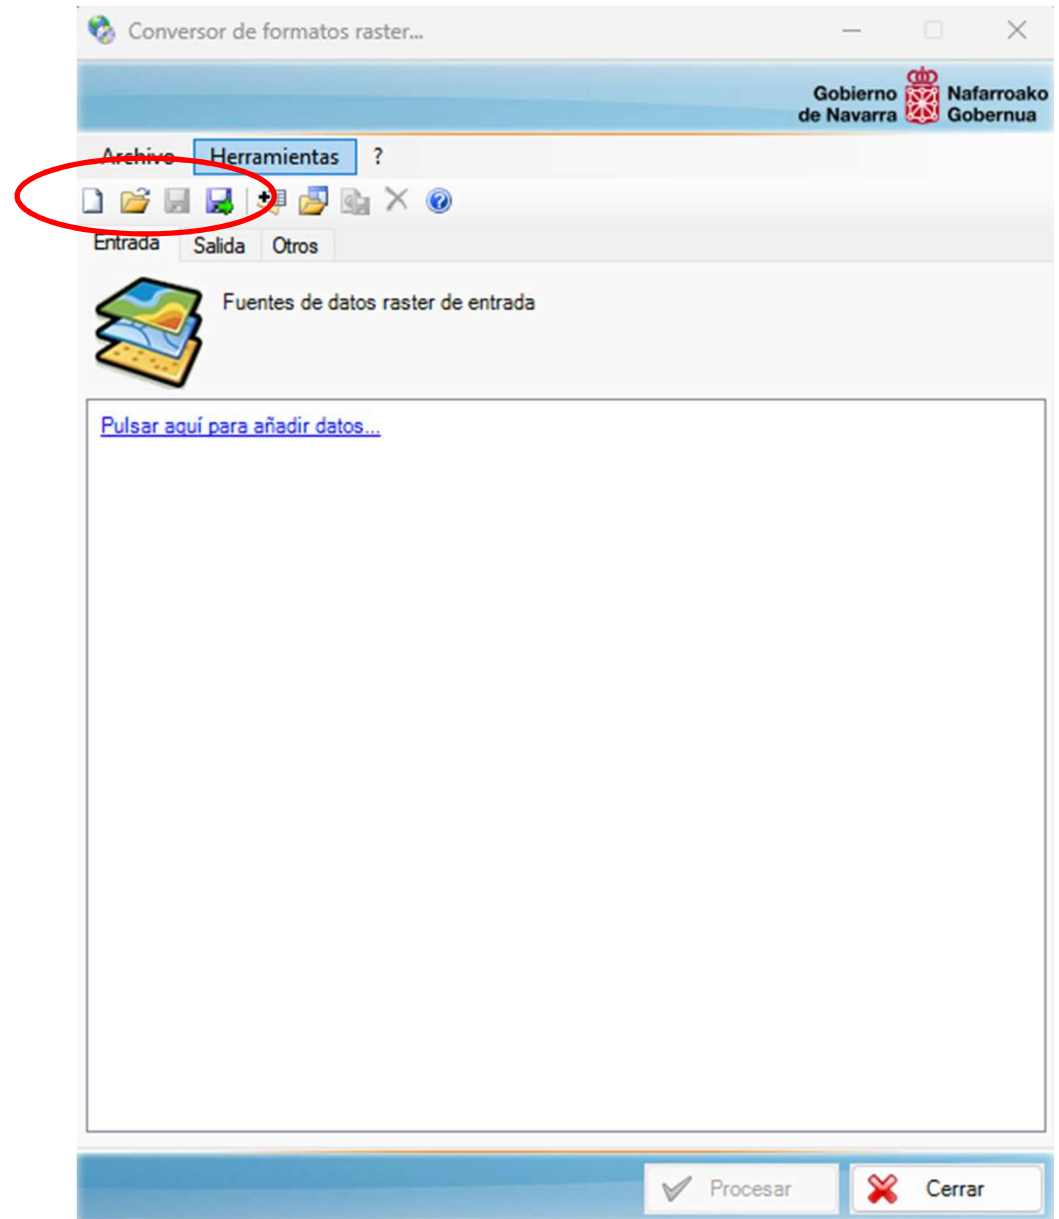 Conversor de formatos raster...
Gobierno de Navarra
Nafarroako Gobernua
Archivo Herramientas ?
Entrada Salida Otros
Fuentes de datos raster de entrada
Pulsar aquí para añadir datos...
Procesar Cerrar